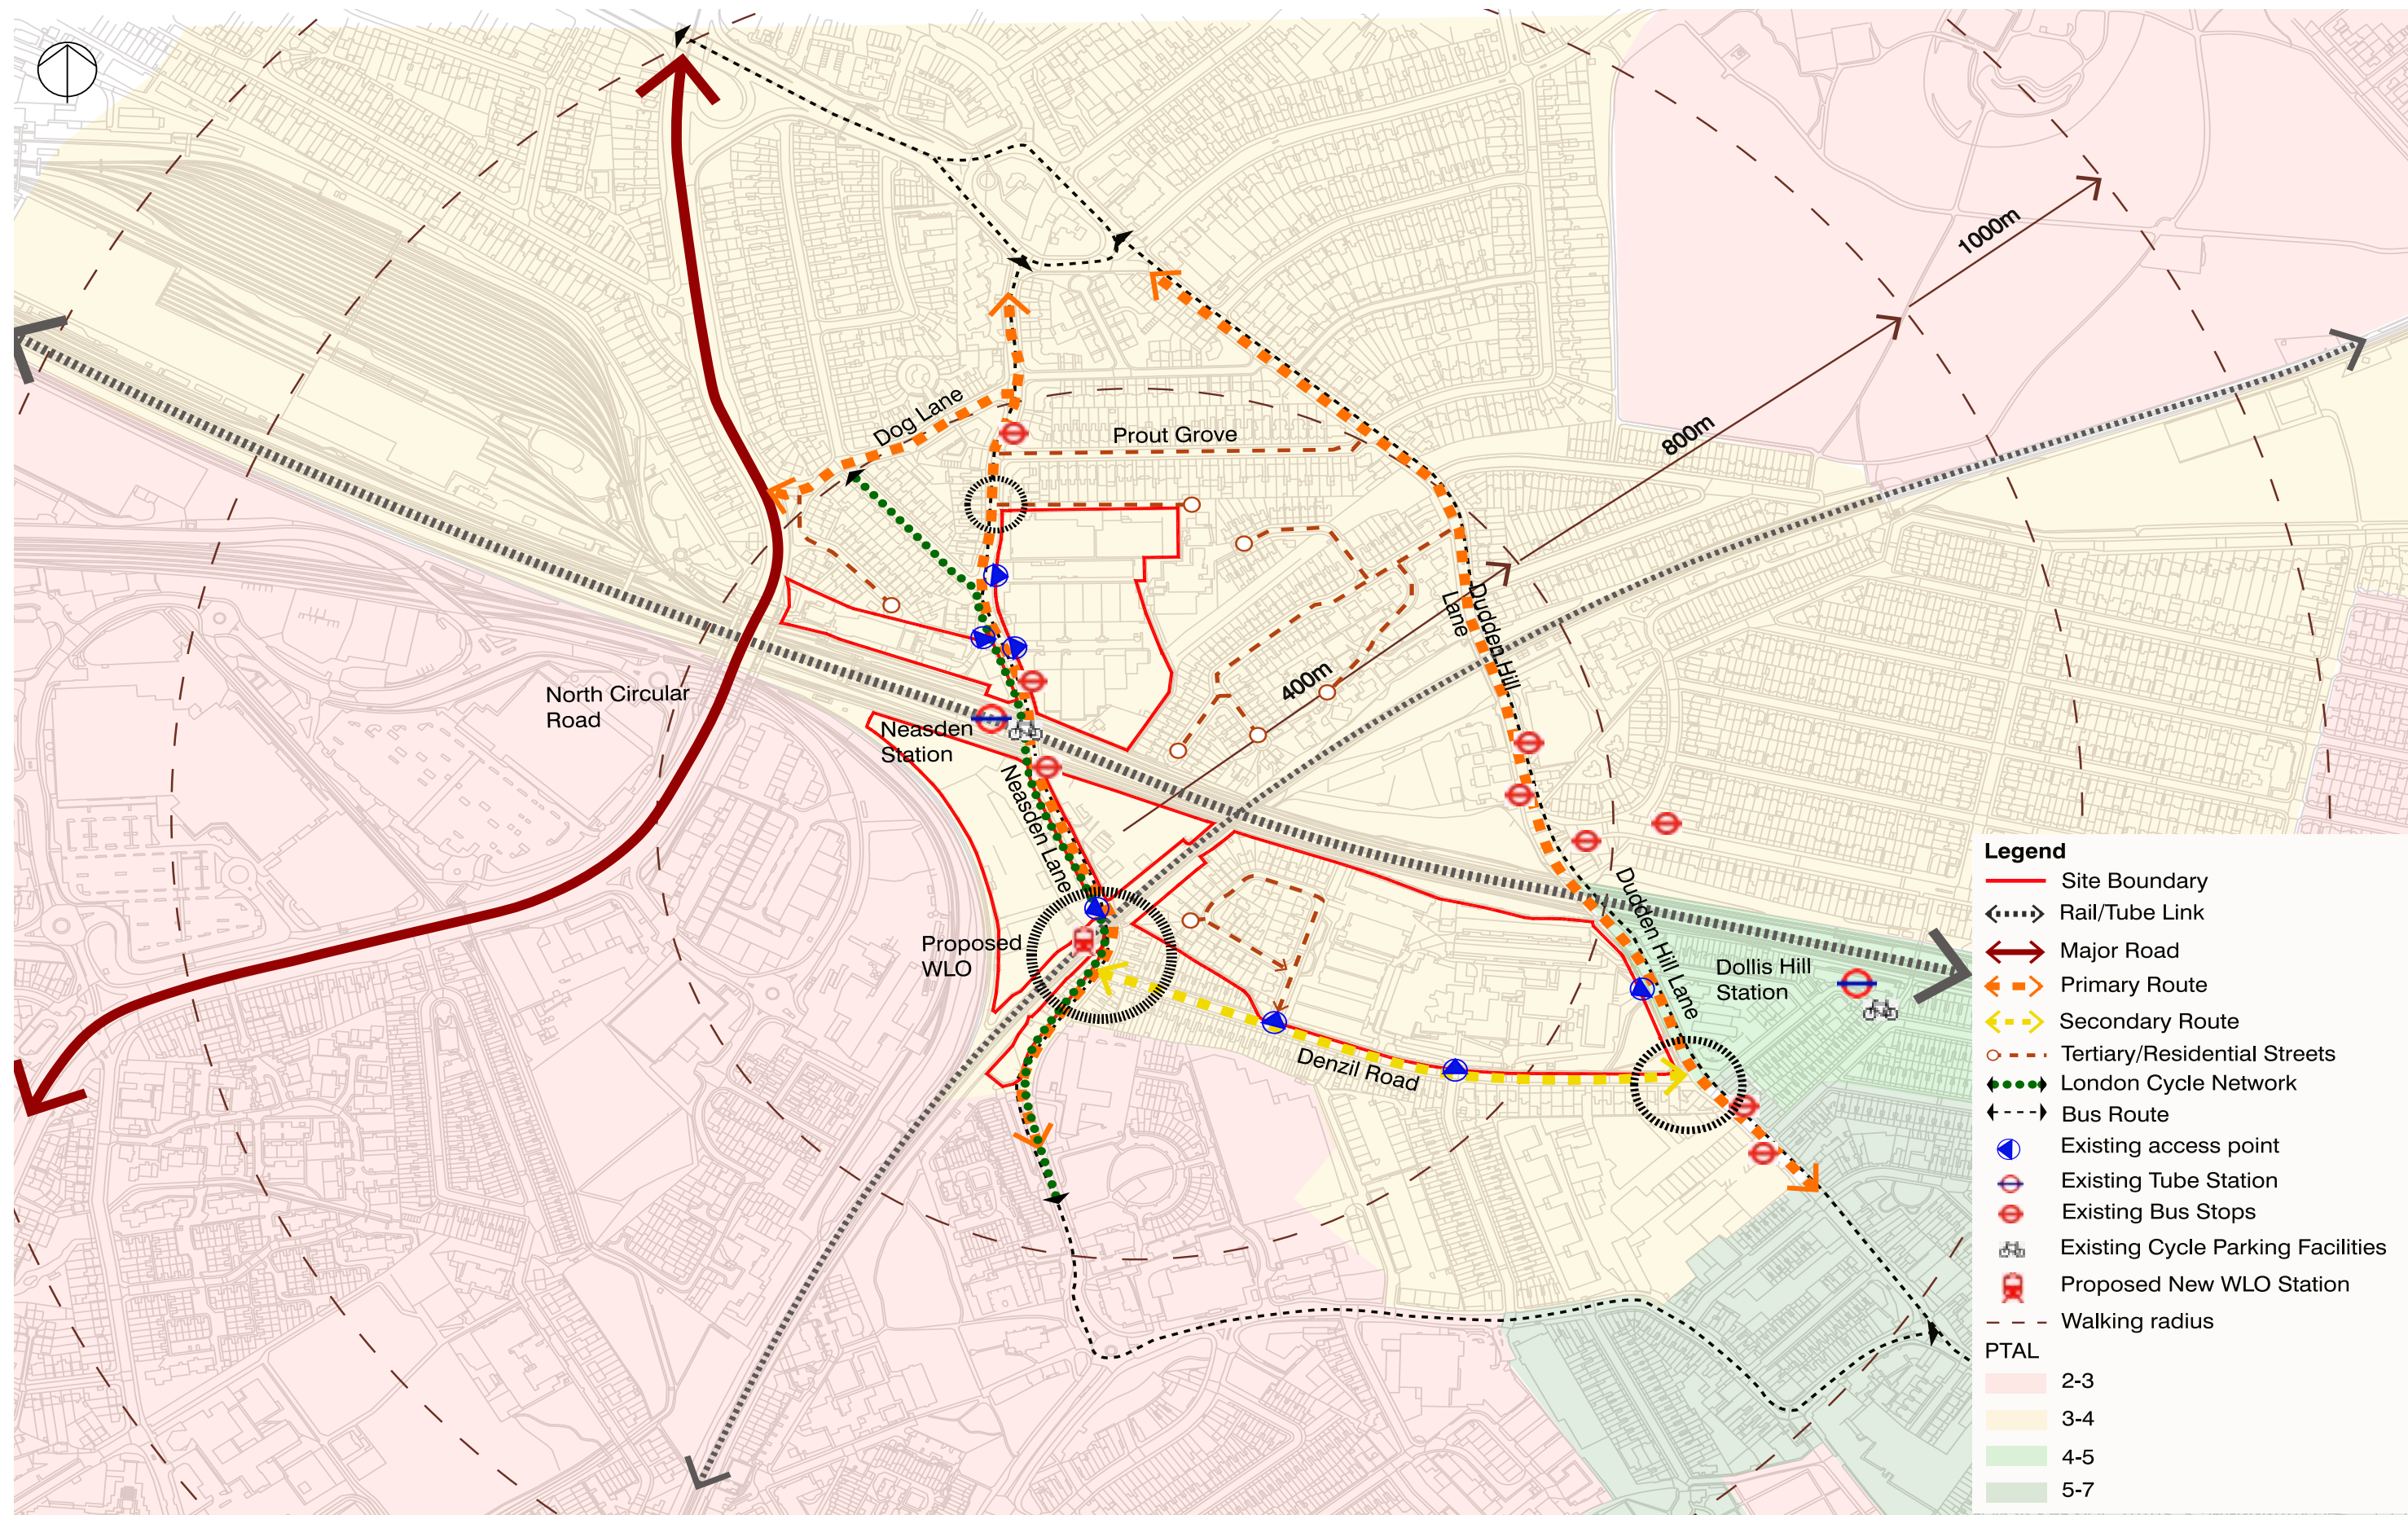 1000m
800m
Dog Lane
Prout Grove
Dudden Hill
Lane
400m
North Circular
Road
Neasden
Station
Neasden Lane
Dudden Hill Lane
Proposed
WLO
Dollis Hill
Station
Denzil Road
Legend
Site Boundary
Rail/Tube Link
Major Road
Primary Route
Secondary Route
Tertiary/Residential Streets
London Cycle Network
Bus Route
Existing access point
Existing Tube Station
Existing Bus Stops
Existing Cycle Parking Facilities
Proposed New WLO Station
Walking radius
PTAL
2-3
3-4
4-5
5-7